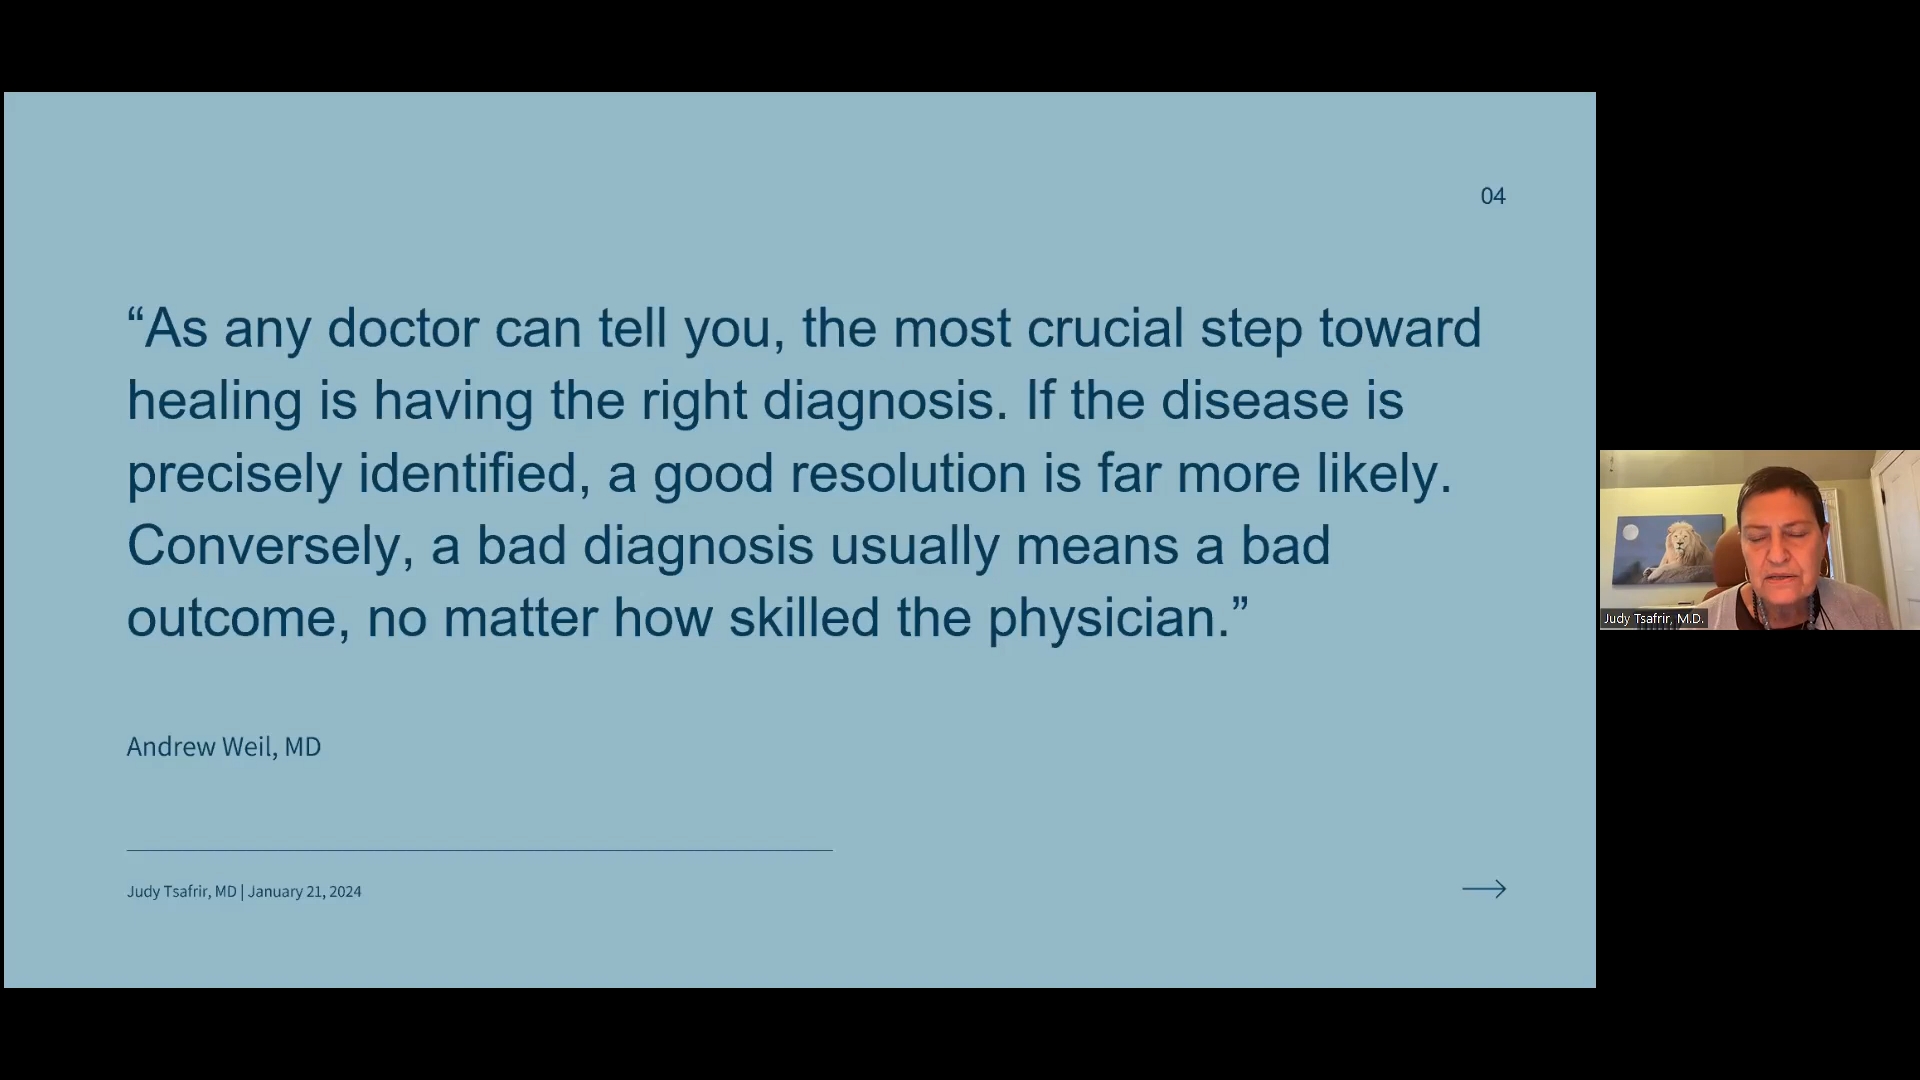 04
“As any doctor can tell you, the most crucial step toward
healing is having the right diagnosis. If the disease is
precisely identified, a good resolution is far more likely.
Conversely, a bad diagnosis usually means a bad
outcome, no matter how skilled the physician.”
Andrew Weil, MD
Judy Tsafrir, MD | January 21, 2024
Judy Tsafrir, M.D.